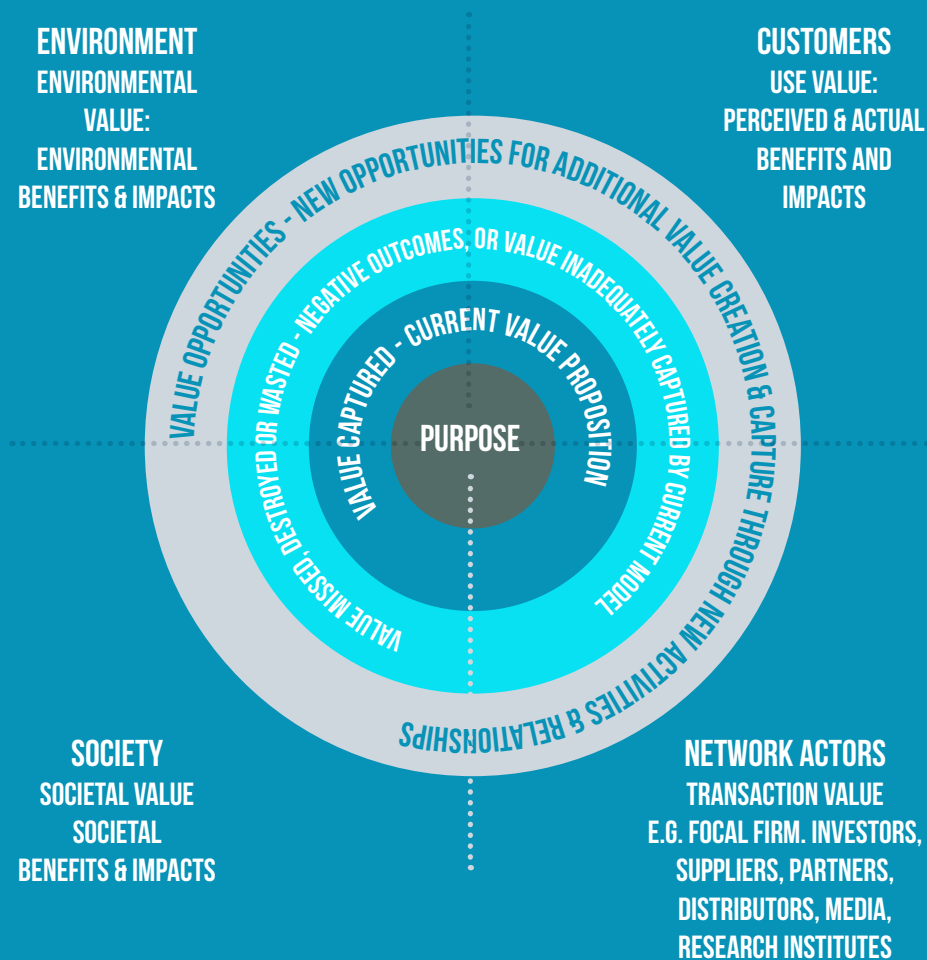 ENVIRONMENT
ENVIRONMENTAL
VALUE:
ENVIRONMENTAL
BENEFITS & IMPACTS
CUSTOMERS
USE VALUE:
PERCEIVED & ACTUAL
BENEFITS AND
IMPACTS
VALUE OPPORTUNITIES - NEW OPPORTUNITIES FOR ADDITIONAL VALUE CREATION & CAPTURE THROUGH NEW ACTIVITIES & RELATIONSHIPS
VALUE MISSED, DESTROYED OR WASTED - NEGATIVE OUTCOMES, OR VALUE INADEQUATELY CAPTURED BY CURRENT MODEL
VALUE CAPTURED - CURRENT VALUE PROPOSITION
PURPOSE
SOCIETY
SOCIETAL VALUE
SOCIETAL
BENEFITS & IMPACTS
NETWORK ACTORS
TRANSACTION VALUE
E.G. FOCAL FIRM. INVESTORS,
SUPPLIERS, PARTNERS,
DISTRIBUTORS, MEDIA,
RESEARCH INSTITUTES